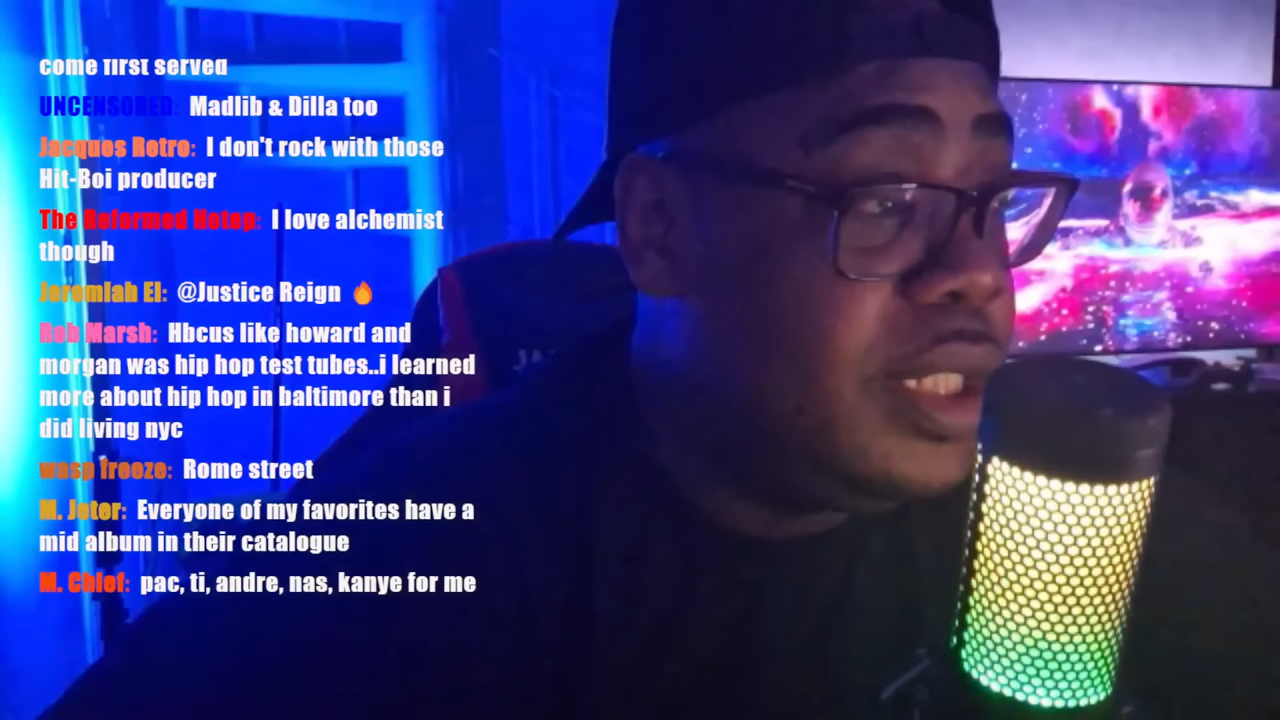 come first served
UNCENSORED: Madlib & Dilla too
Jacques Retro: I don't rock with those
Hit-Boi producer
The Reformed Hotep: I love alchemist
though
Jeremiah El: @Justice Reign 🔥
Rob Marsh: Hbcus like howard and
morgan was hip hop test tubes..i learned
more about hip hop in baltimore than i
did living nyc
wasp freeze: Rome street
M. Jeter: Everyone of my favorites have a
mid album in their catalogue
M. Chief: pac, ti, andre, nas, kanye for me